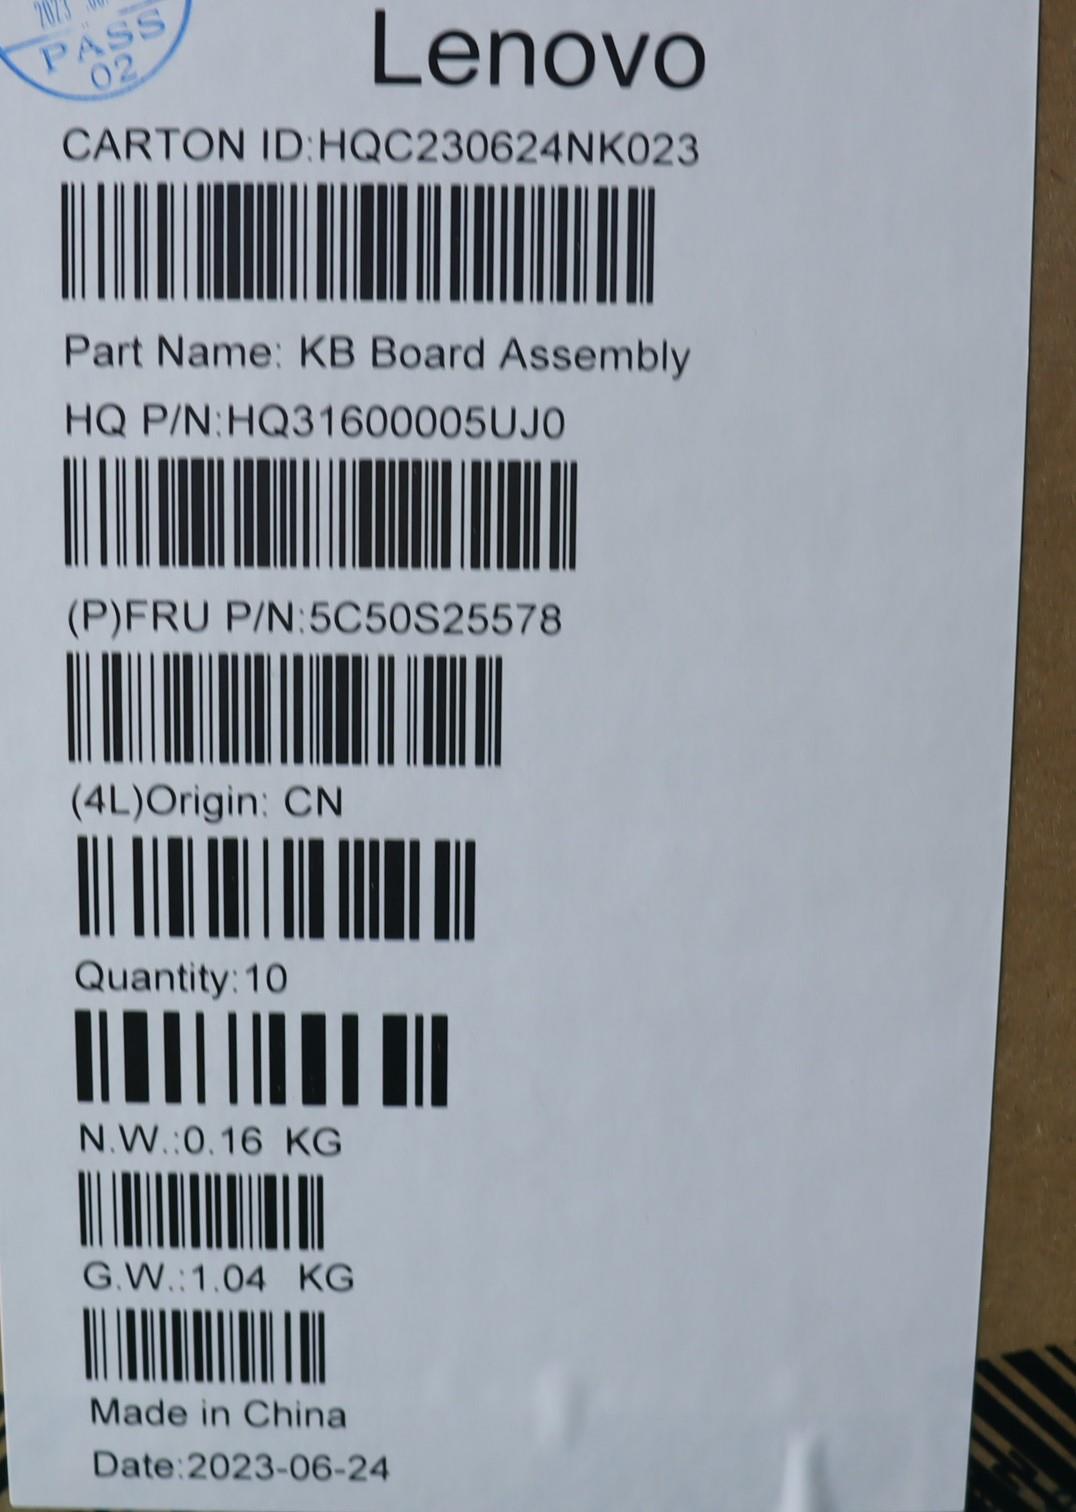 2023
PASS
02
Lenovo
CARTON ID:HQC230624NK023
Part Name: KB Board Assembly
HQ P/N:HQ31600005UJ0
(P)FRU P/N:5C50S25578
(4L)Origin: CN
Quantity:10
N.W.:0.16 KG
G.W.:1.04 KG
Made in China
Date:2023-06-24